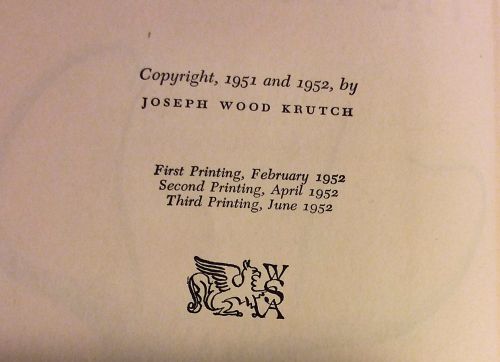 Copyright, 1951 and 1952, by
JOSEPH WOOD KRUTCH
First Printing, February 1952
Second Printing, April 1952
Third Printing, June 1952
W
S
A